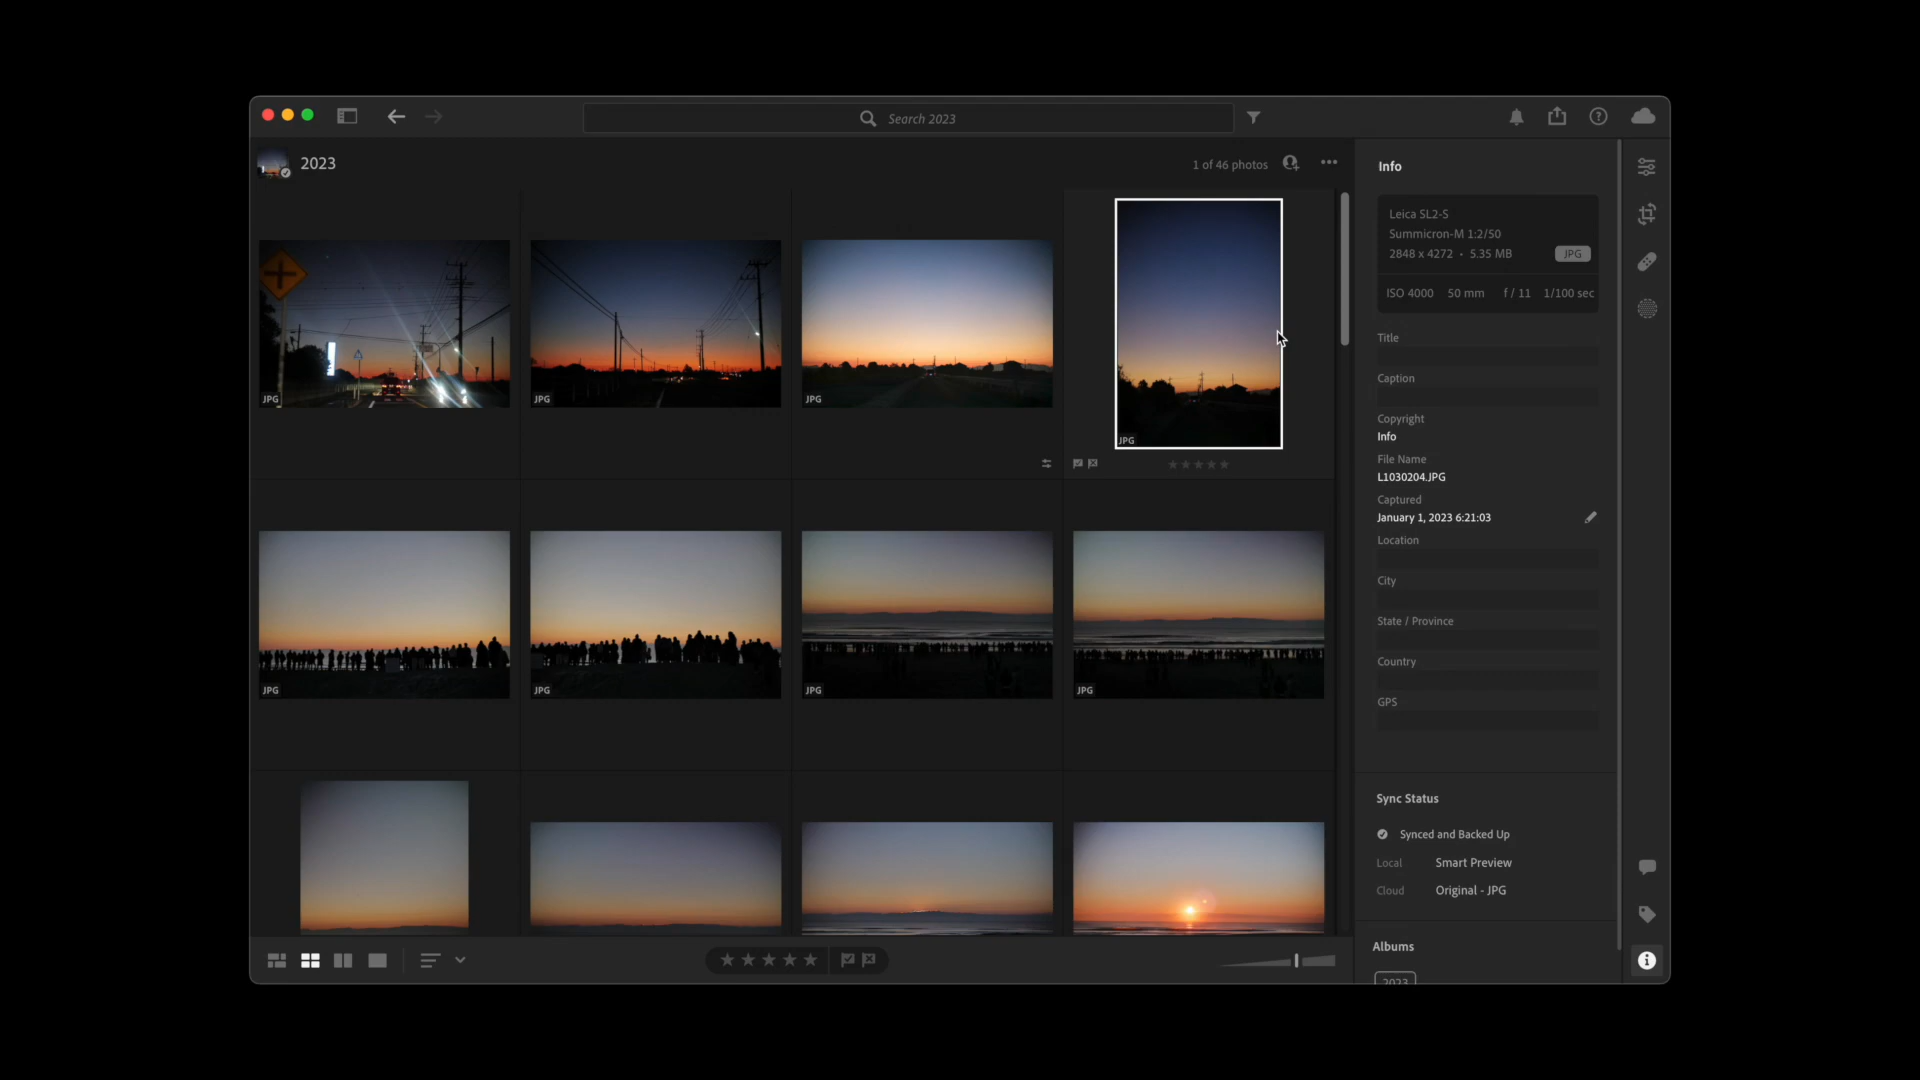 Search 2023
2023
1 of 46 photos
JPG
JPG
JPG
JPG
JPG
JPG
JPG
JPG
Info
Leica SL2-S
Summicron-M 1:2/50
2848 x 4272 • 5.35 MB JPG
ISO 4000 50 mm f / 11 1/100 sec
Title
Caption
Copyright
Info
File Name
L1030204.JPG
Captured
January 1, 2023 6:21:03
Location
City
State / Province
Country
GPS
Sync Status
Synced and Backed Up
Local Smart Preview
Cloud Original - JPG
Albums
2023